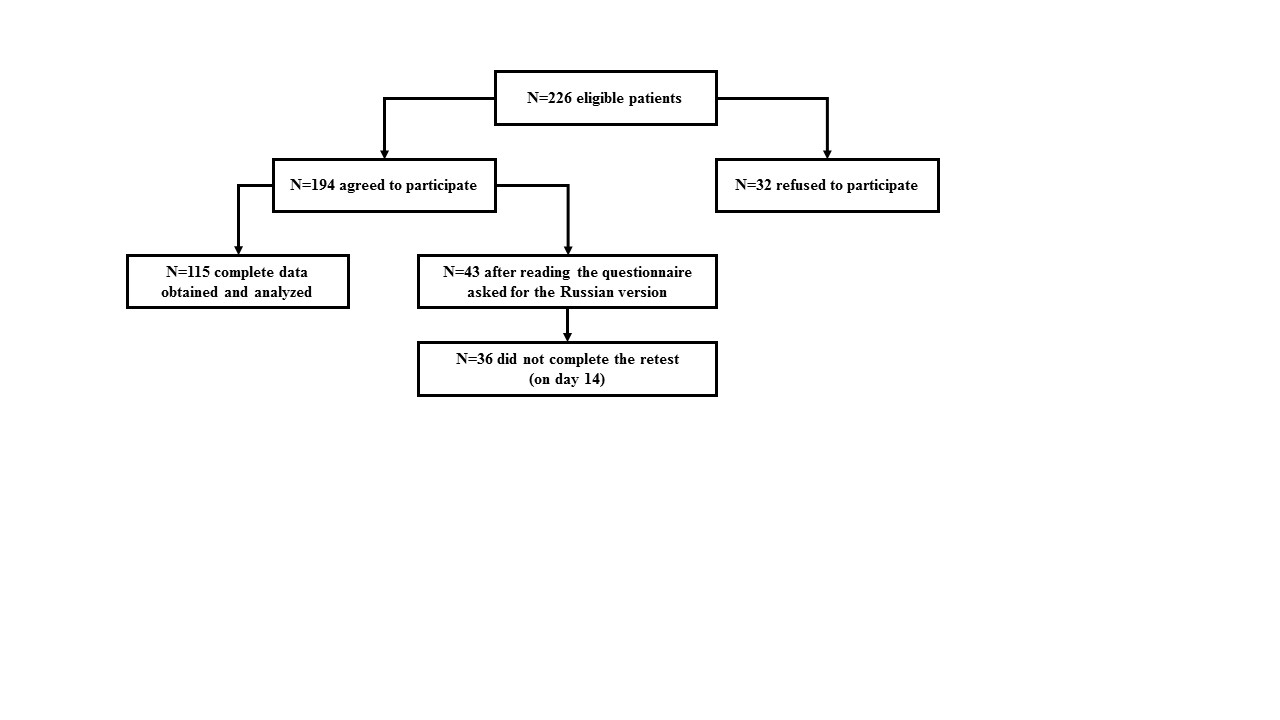 N=226 eligible patients
N=194 agreed to participate
N=32 refused to participate
N=115 complete data
obtained and analyzed
N=43 after reading the questionnaire
asked for the Russian version
N=36 did not complete the retest
(on day 14)